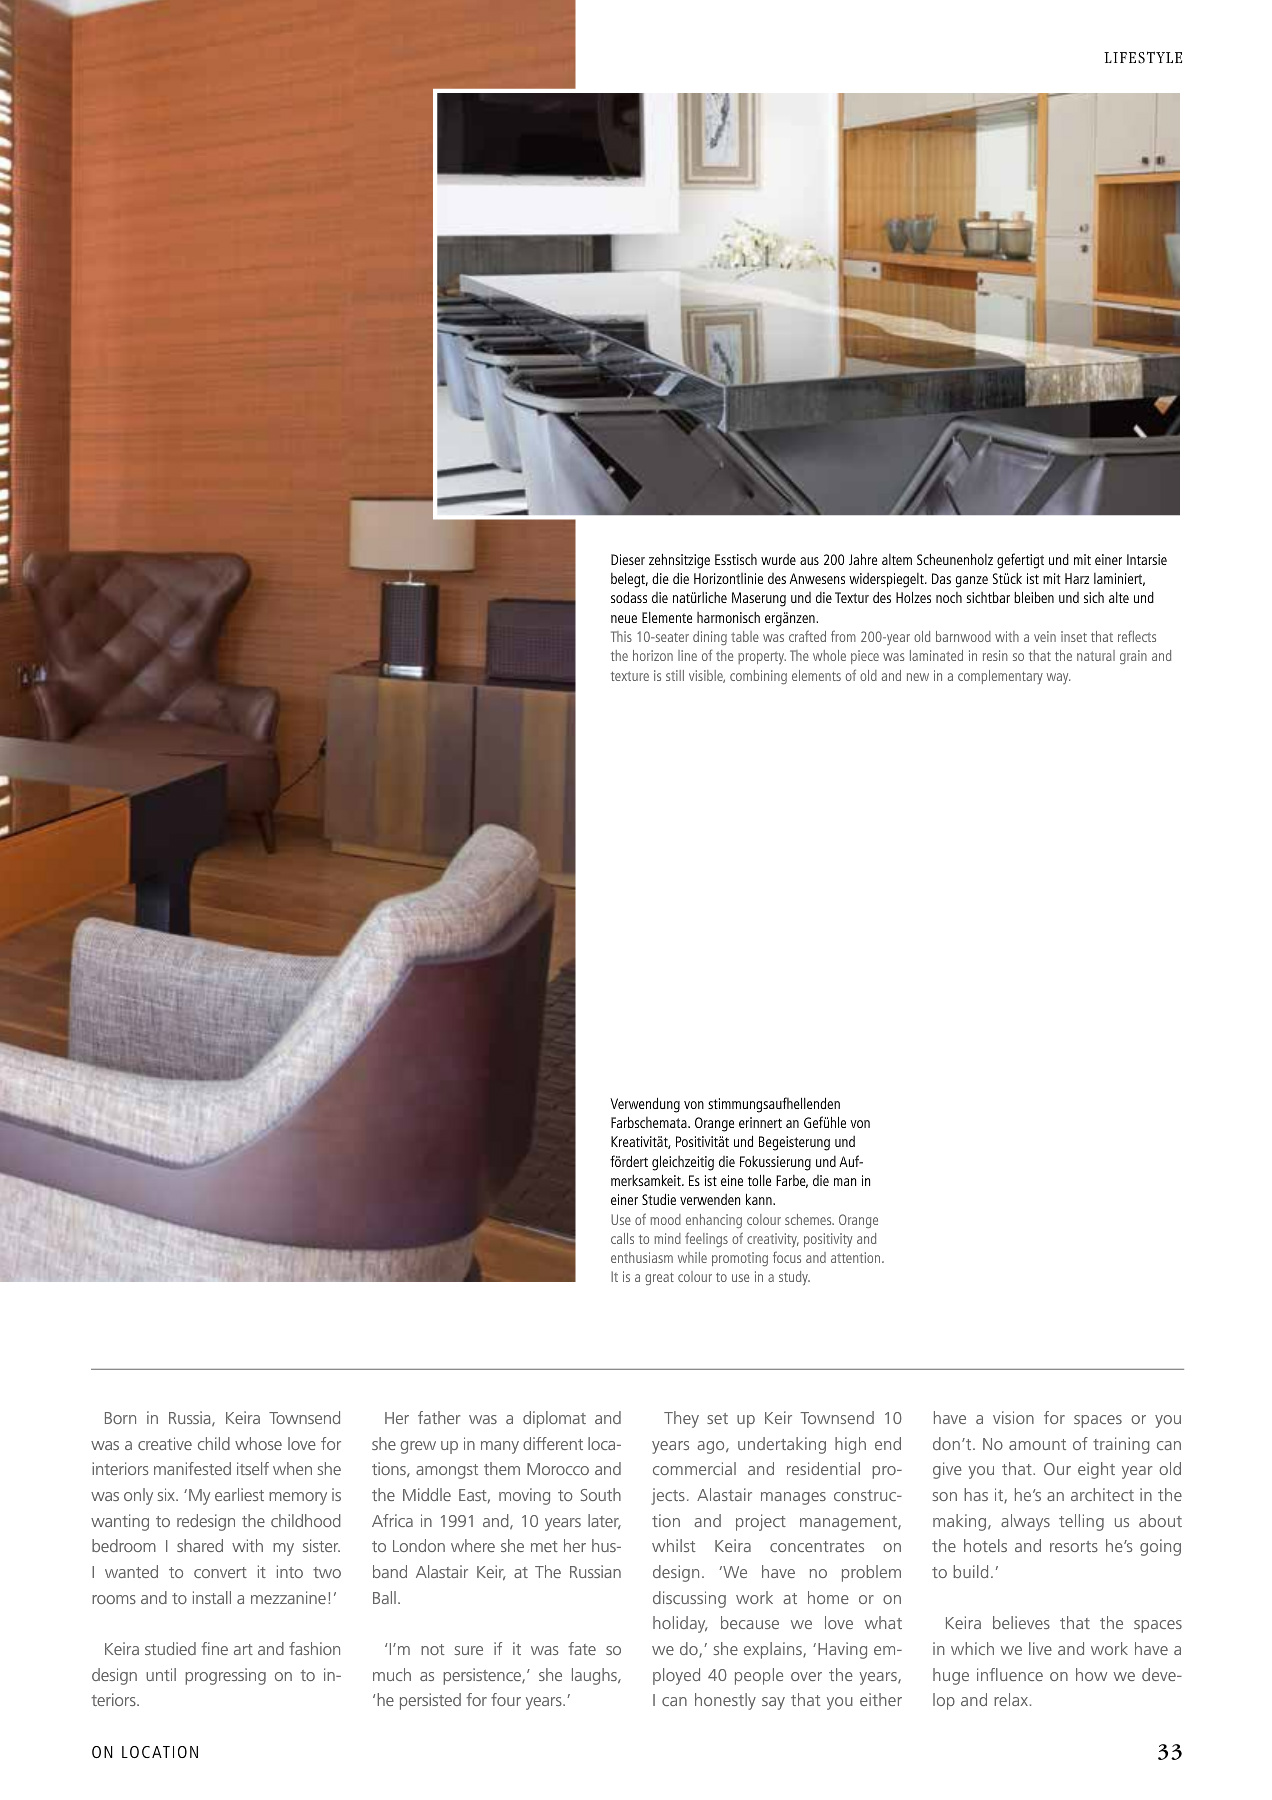 LIFESTYLE
Dieser zehnsitzige Esstisch wurde aus 200 Jahre altem Scheunenholz gefertigt und mit einer Intarsie
belegt, die die Horizontlinie des Anwesens widerspiegelt. Das ganze Stück ist mit Harz laminiert,
sodass die natürliche Maserung und die Textur des Holzes noch sichtbar bleiben und sich alte und
neue Elemente harmonisch ergänzen.
This 10-seater dining table was crafted from 200-year old barnwood with a vein inset that reflects
the horizon line of the property. The whole piece was laminated in resin so that the natural grain and
texture is still visible, combining elements of old and new in a complementary way.
Verwendung von stimmungsaufhellenden
Farbschemata. Orange erinnert an Gefühle von
Kreativität, Positivität und Begeisterung und
fördert gleichzeitig die Fokussierung und Auf-
merksamkeit. Es ist eine tolle Farbe, die man in
einer Studie verwenden kann.
Use of mood enhancing colour schemes. Orange
calls to mind feelings of creativity, positivity and
enthusiasm while promoting focus and attention.
It is a great colour to use in a study.
Born in Russia, Keira Townsend
was a creative child whose love for
interiors manifested itself when she
was only six. ‘My earliest memory is
wanting to redesign the childhood
bedroom I shared with my sister.
I wanted to convert it into two
rooms and to install a mezzanine!’
Keira studied fine art and fashion
design until progressing on to in-
teriors.
Her father was a diplomat and
she grew up in many different loca-
tions, amongst them Morocco and
the Middle East, moving to South
Africa in 1991 and, 10 years later,
to London where she met her hus-
band Alastair Keir, at The Russian
Ball.
‘I’m not sure if it was fate so
much as persistence,’ she laughs,
‘he persisted for four years.’
They set up Keir Townsend 10
years ago, undertaking high end
commercial and residential pro-
jects. Alastair manages construc-
tion and project management,
whilst Keira concentrates on
design. ‘We have no problem
discussing work at home or on
holiday, because we love what
we do,’ she explains, ‘Having em-
ployed 40 people over the years,
I can honestly say that you either
have a vision for spaces or you
don’t. No amount of training can
give you that. Our eight year old
son has it, he’s an architect in the
making, always telling us about
the hotels and resorts he’s going
to build.’
Keira believes that the spaces
in which we live and work have a
huge influence on how we deve-
lop and relax.
ON LOCATION
33